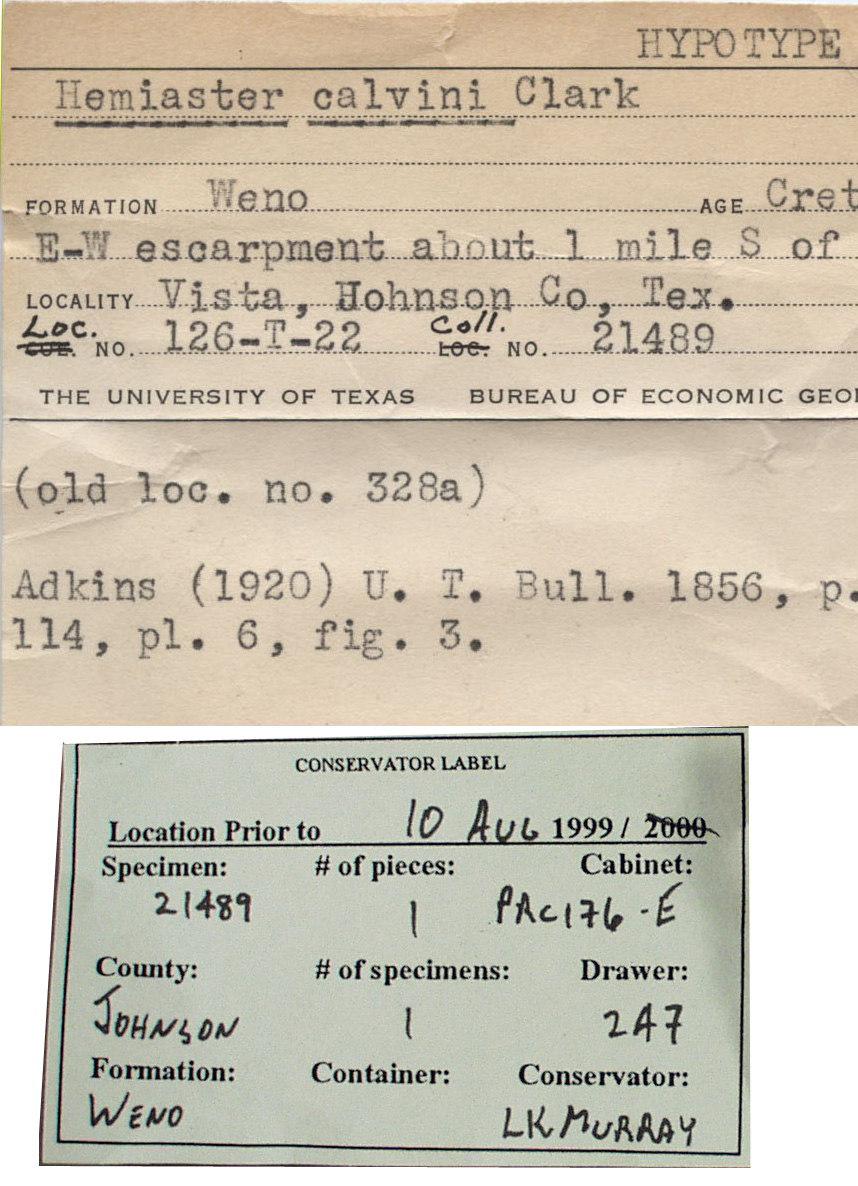 HYPOTYPE
Hemiaster calvini Clark
FORMATION Weno AGE Cret
E-W escarpment about 1 mile S of
LOCALITY Vista, Hohnson Co, Tex.
Loc. Coll.
COL. NO. 126-T-22 LOC. NO. 21489
THE UNIVERSITY OF TEXAS BUREAU OF ECONOMIC GEOL
(old loc. no. 328a)
Adkins (1920) U. T. Bull. 1856, p.
114, pl. 6, fig. 3.
CONSERVATOR LABEL
Location Prior to 10 AUG 1999 / 2000
Specimen: # of pieces: Cabinet:
21489 1 PAC176-E
County: # of specimens: Drawer:
JOHNSON 1 247
Formation: Container: Conservator:
WENO LK MURRAY